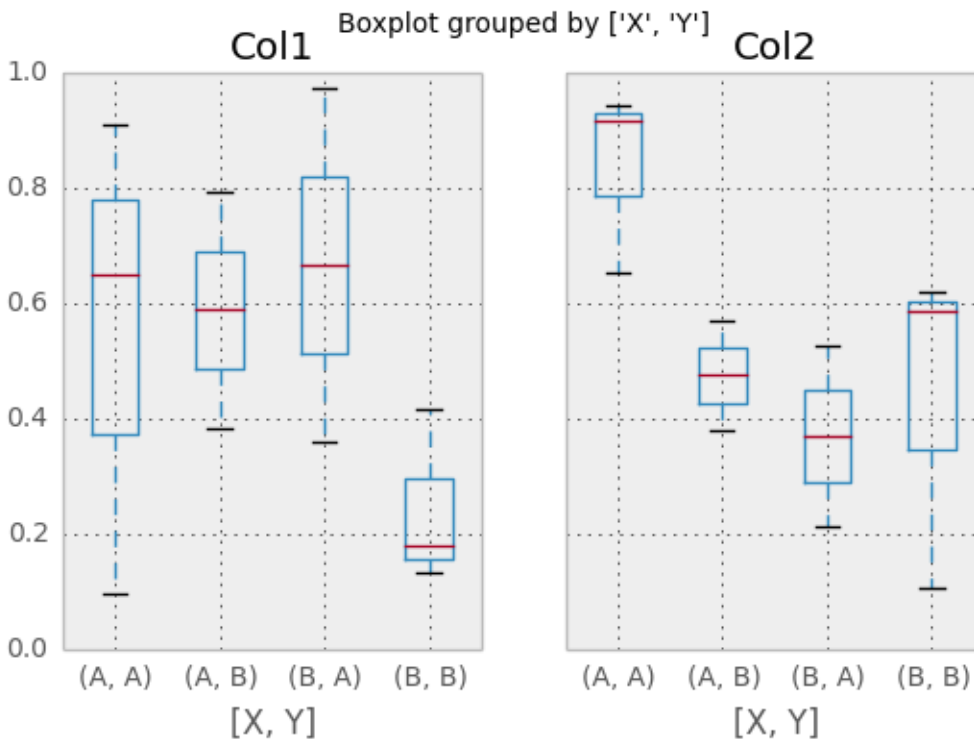 Boxplot grouped by ['X', 'Y']
Col1 Col2
1.0
0.8
0.6
0.4
0.2
0.0
(A, A) (A, B) (B, A) (B, B) (A, A) (A, B) (B, A) (B, B)
[X, Y] [X, Y]